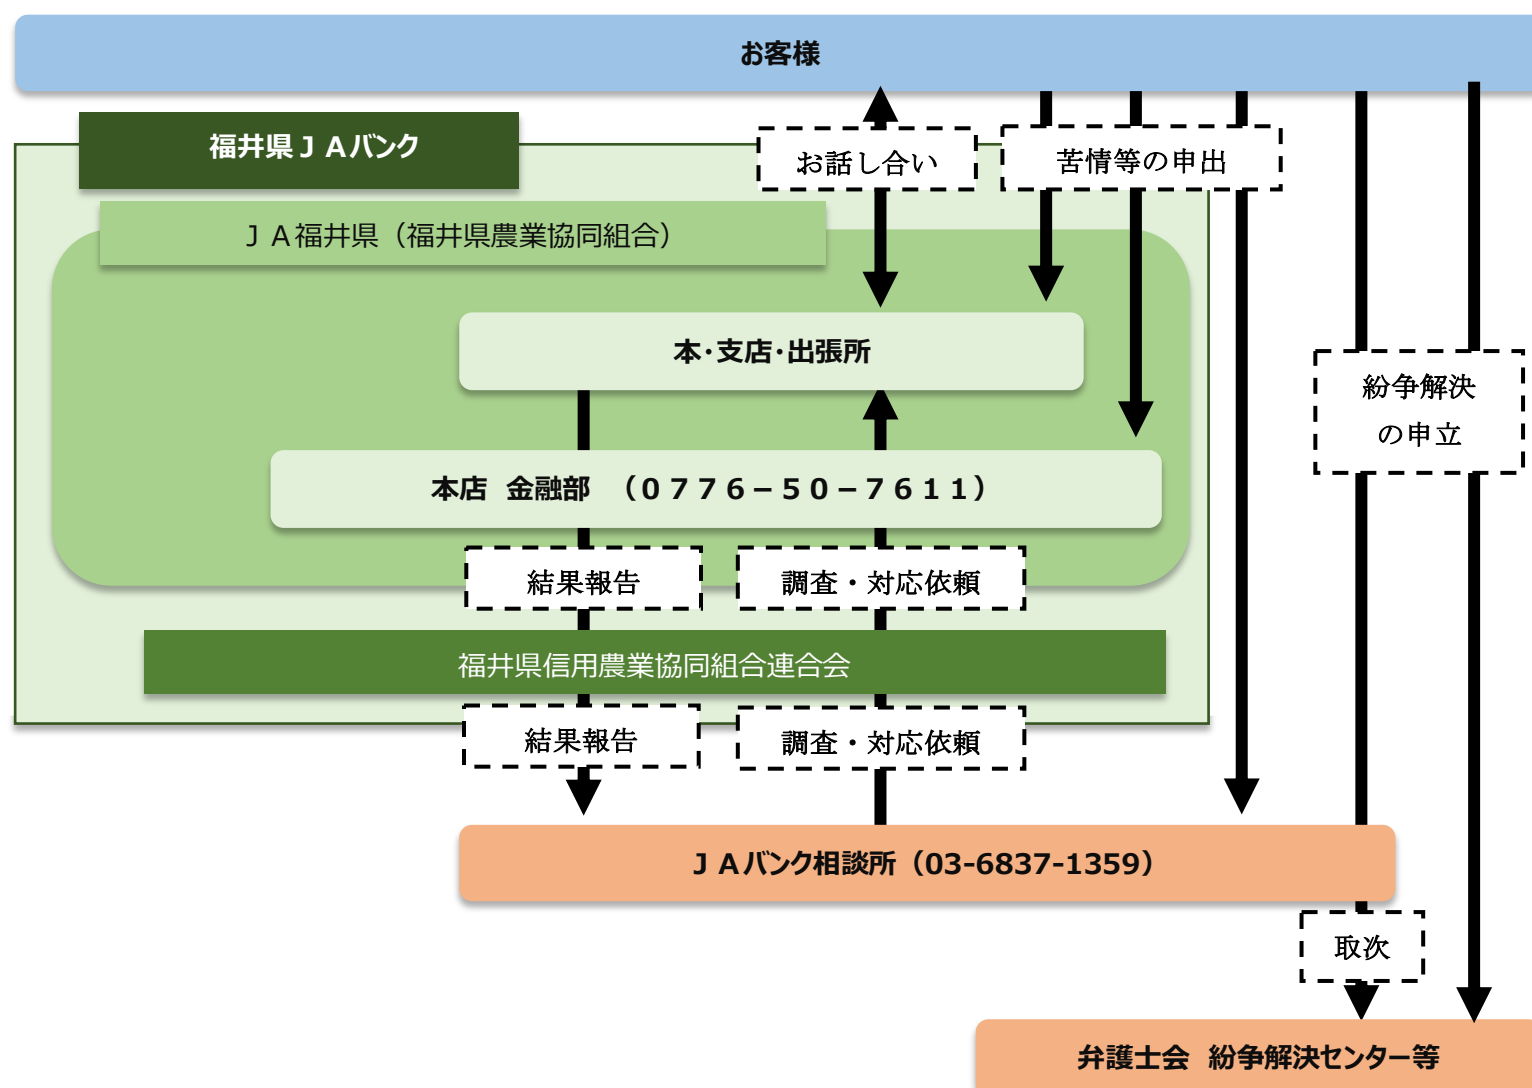 お客様
福井県ＪＡバンク
お話し合い
苦情等の申出
ＪＡ福井県（福井県農業協同組合）
本・支店・出張所
紛争解決
の申立
本店 金融部 （０７７６－５０－７６１１）
結果報告
調査・対応依頼
福井県信用農業協同組合連合会
結果報告
調査・対応依頼
ＪＡバンク相談所（03-6837-1359）
取次
弁護士会 紛争解決センター等